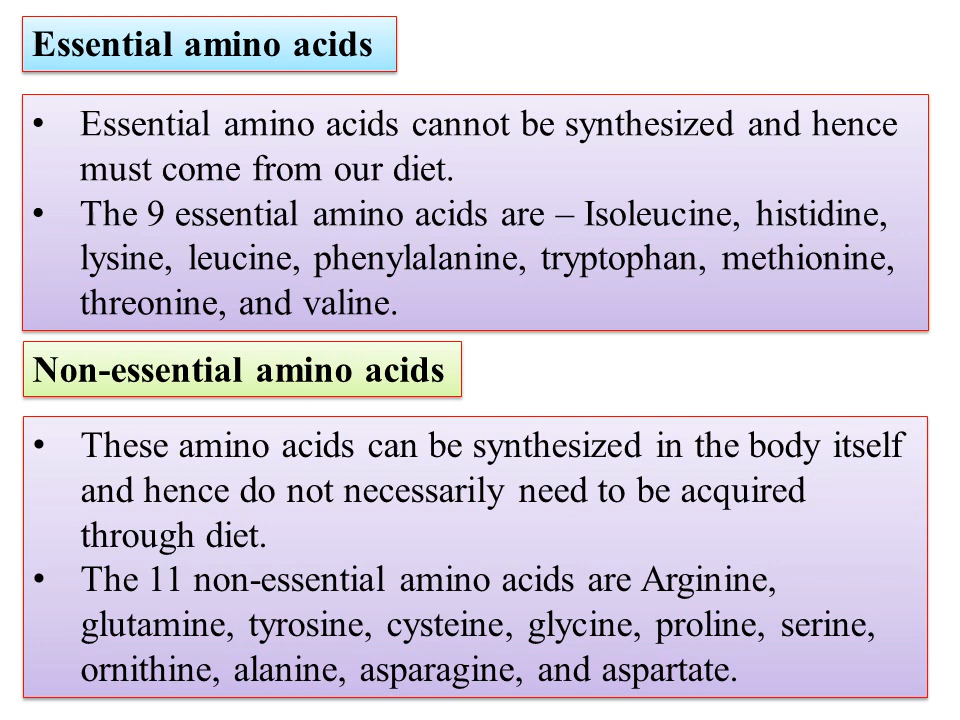 Essential amino acids
• Essential amino acids cannot be synthesized and hence
must come from our diet.
• The 9 essential amino acids are – Isoleucine, histidine,
lysine, leucine, phenylalanine, tryptophan, methionine,
threonine, and valine.
Non-essential amino acids
• These amino acids can be synthesized in the body itself
and hence do not necessarily need to be acquired
through diet.
• The 11 non-essential amino acids are Arginine,
glutamine, tyrosine, cysteine, glycine, proline, serine,
ornithine, alanine, asparagine, and aspartate.